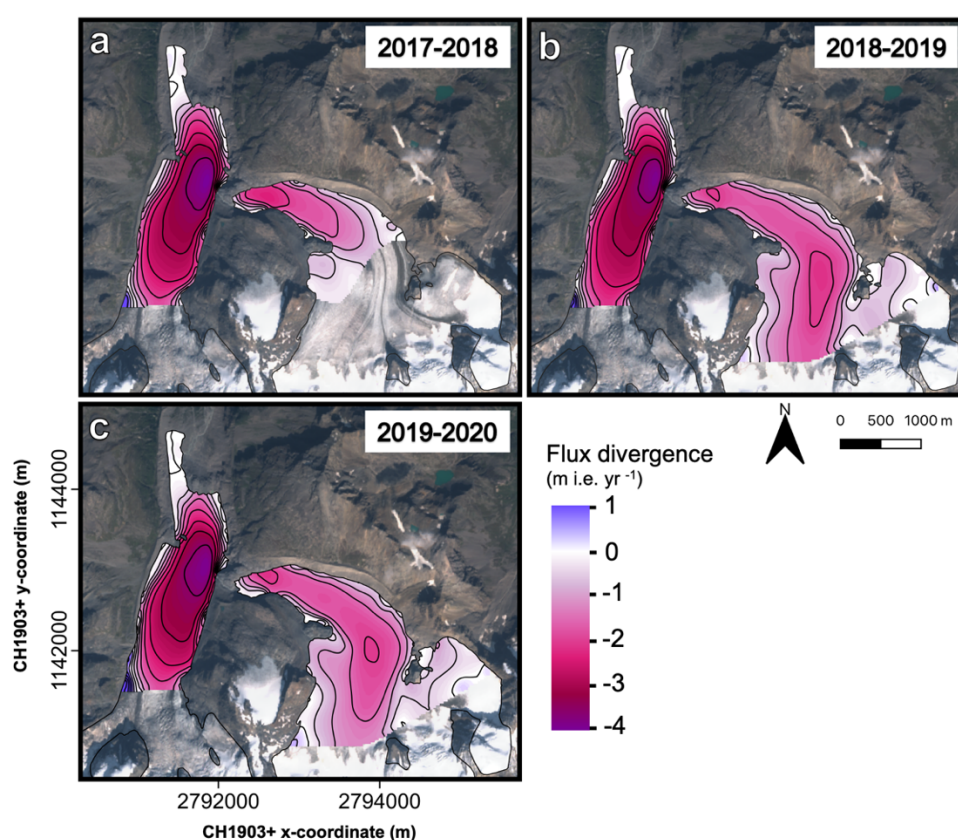 a
2017-2018
b
2018-2019
c
2019-2020
N
0 500 1000 m
Flux divergence
(m i.e. yr -1)
1
0
-1
-2
-3
-4
CH1903+ y-coordinate (m)
1144000
1142000
2792000 2794000
CH1903+ x-coordinate (m)